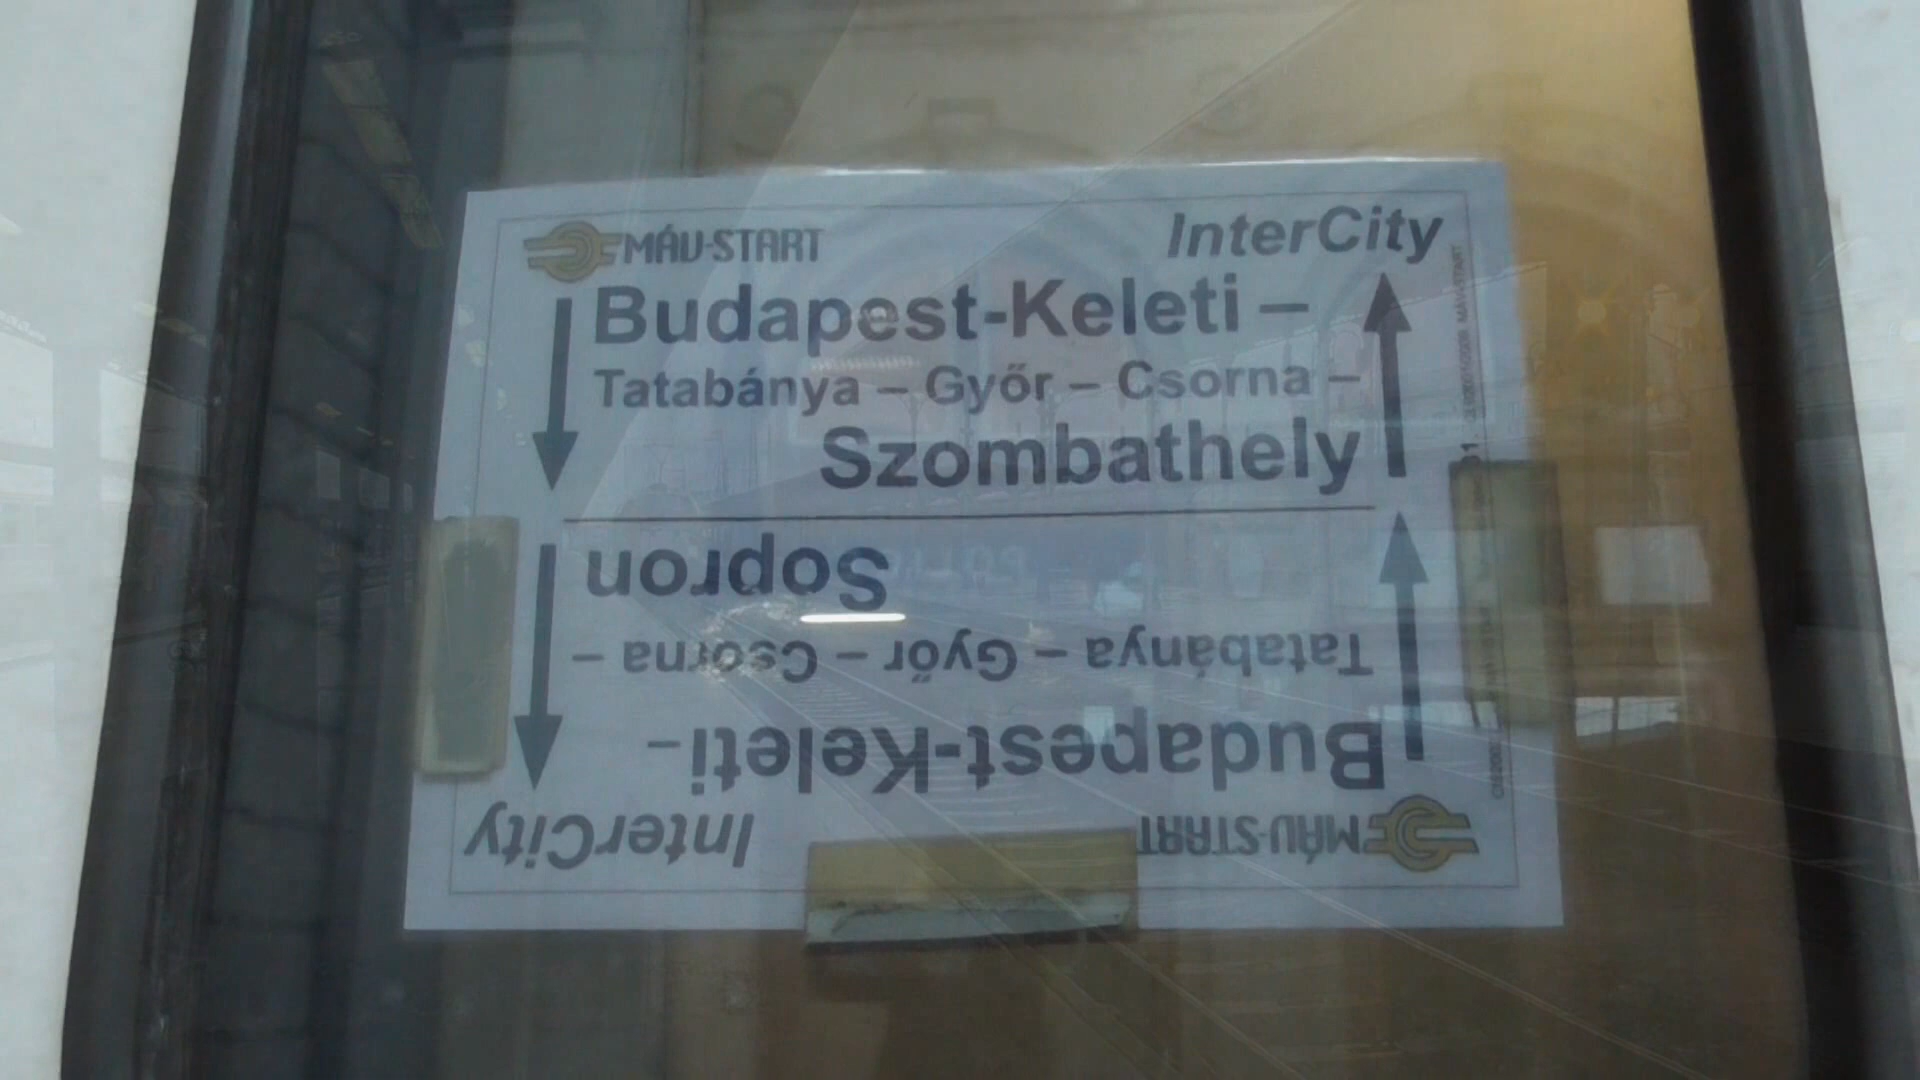 MÁV-START InterCity
Budapest-Keleti –
Tatabánya – Győr – Csorna –
Szombathely
Sopron
Tatabánya – Győr – Csorna –
Budapest-Keleti –
InterCity MÁV-START